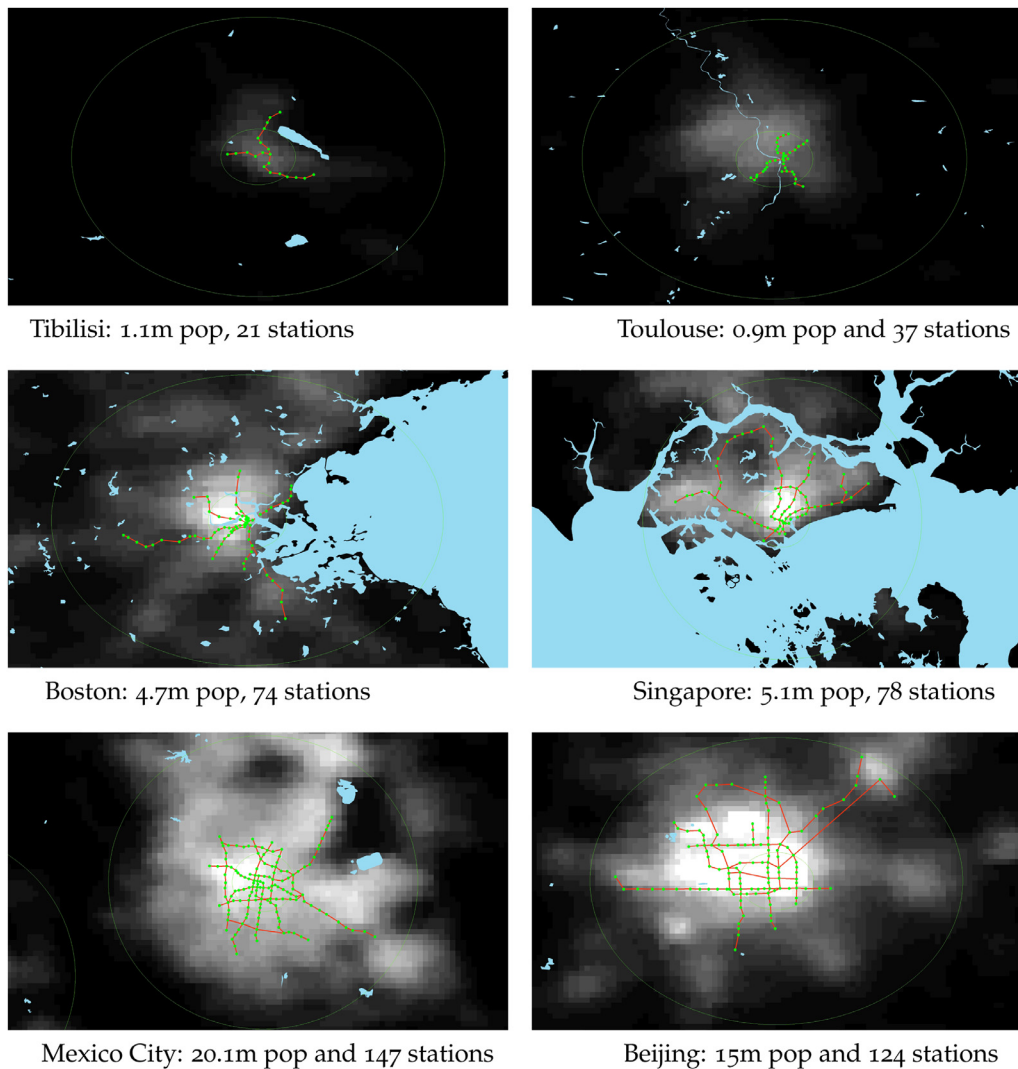 Tibilisi: 1.1m pop, 21 stations
Toulouse: 0.9m pop and 37 stations
Boston: 4.7m pop, 74 stations
Singapore: 5.1m pop, 78 stations
Mexico City: 20.1m pop and 147 stations
Beijing: 15m pop and 124 stations